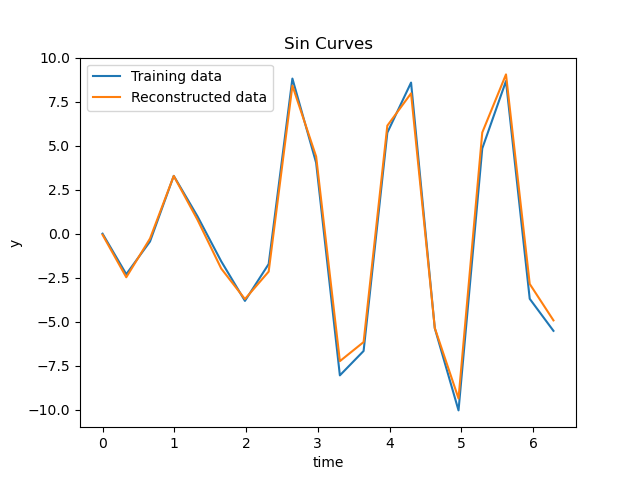 Sin Curves
Training data
Reconstructed data
10.0
7.5
5.0
2.5
0.0
−2.5
−5.0
−7.5
−10.0
y
0 1 2 3 4 5 6
time